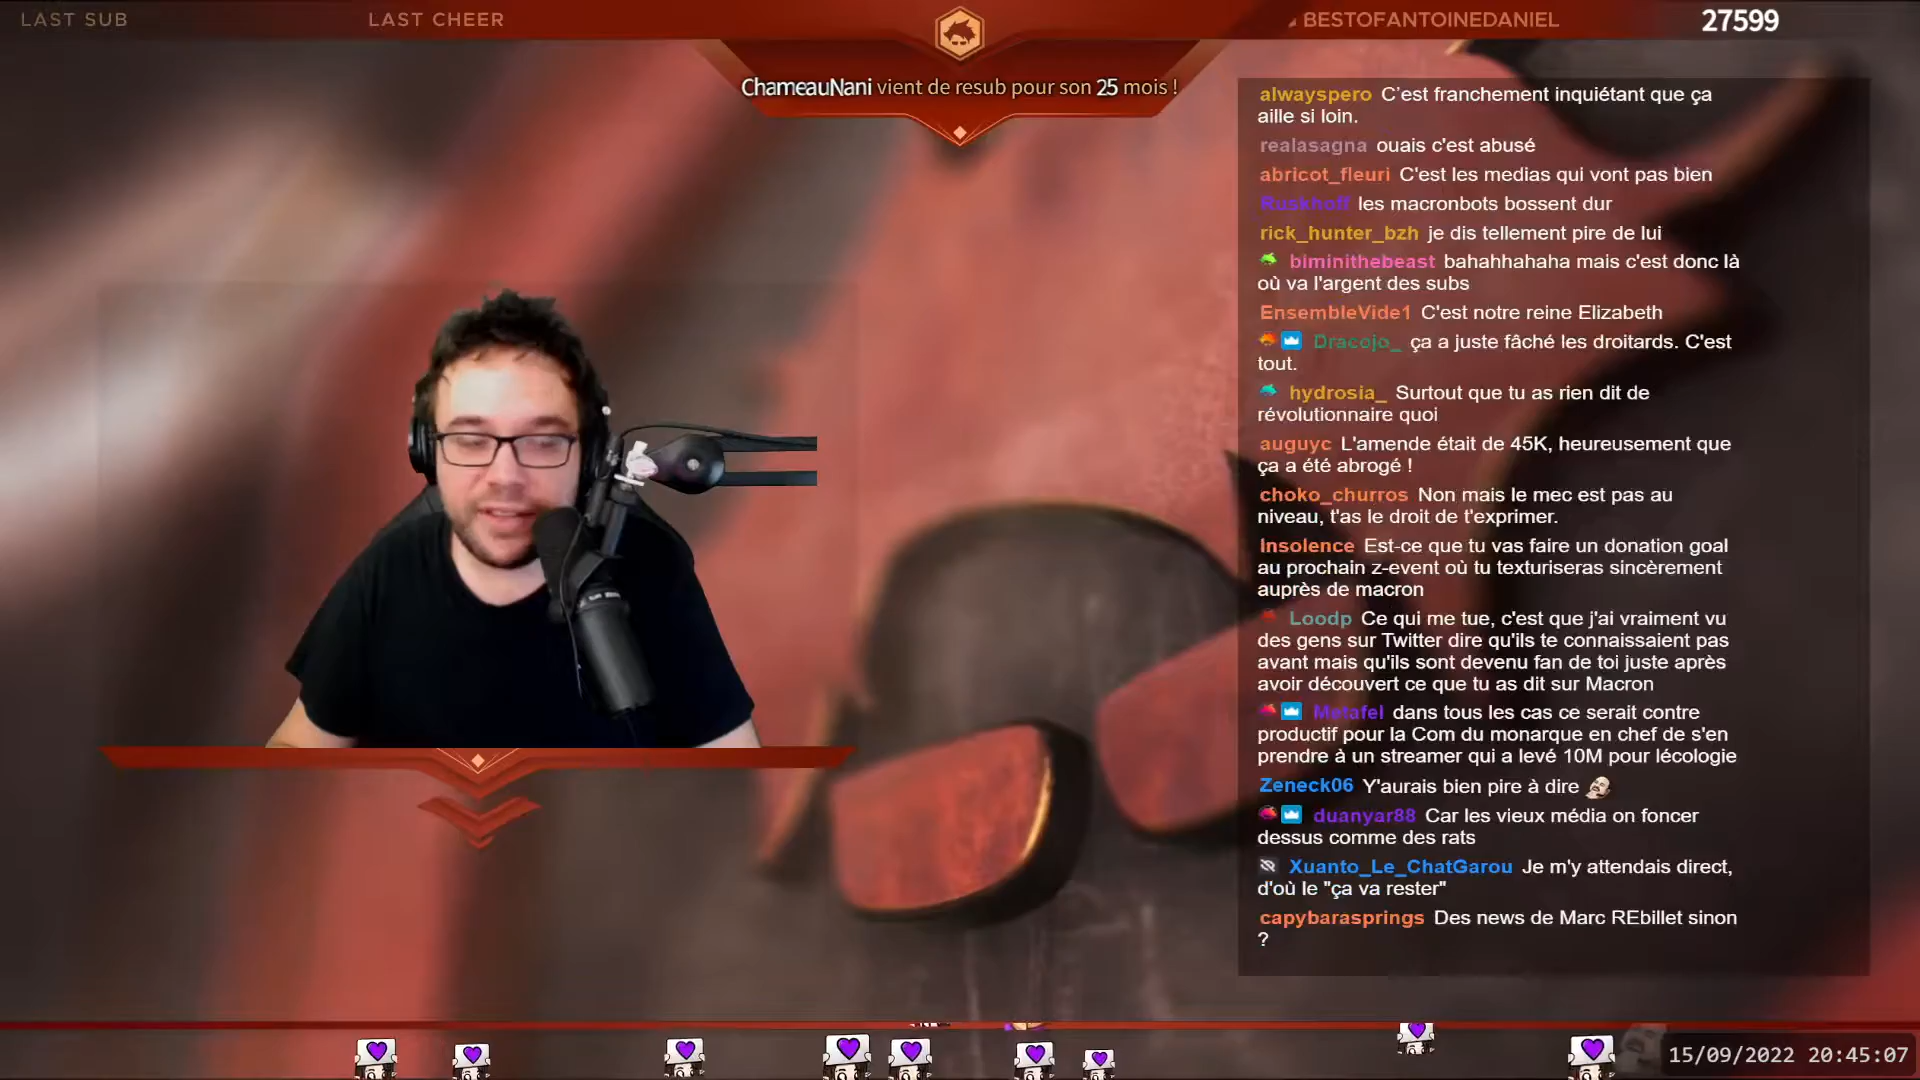 LAST SUB
LAST CHEER
BESTOFANTOINEDANIEL
27599
ChameauNani vient de resub pour son 25 mois !
alwayspero C'est franchement inquiétant que ça
aille si loin.
realasagna ouais c'est abusé
abricot_fleuri C'est les medias qui vont pas bien
Ruskhoff les macronbots bossent dur
rick_hunter_bzh je dis tellement pire de lui
biminithebeast bahahhahaha mais c'est donc là
où va l'argent des subs
EnsembleVide1 C'est notre reine Elizabeth
Dracojo_ ça a juste fâché les droitards. C'est
tout.
hydrosia_ Surtout que tu as rien dit de
révolutionnaire quoi
auguyc L'amende était de 45K, heureusement que
ça a été abrogé !
choko_churros Non mais le mec est pas au
niveau, t'as le droit de t'exprimer.
Insolence Est-ce que tu vas faire un donation goal
au prochain z-event où tu texturiseras sincèrement
auprès de macron
Loodp Ce qui me tue, c'est que j'ai vraiment vu
des gens sur Twitter dire qu'ils te connaissaient pas
avant mais qu'ils sont devenu fan de toi juste après
avoir découvert ce que tu as dit sur Macron
Metafel dans tous les cas ce serait contre
productif pour la Com du monarque en chef de s'en
prendre à un streamer qui a levé 10M pour lécologie
Zeneck06 Y'aurais bien pire à dire
duanyar88 Car les vieux média on foncer
dessus comme des rats
Xuanto_Le_ChatGarou Je m'y attendais direct,
d'où le "ça va rester"
capybarasprings Des news de Marc REbillet sinon
?
15/09/2022 20:45:07